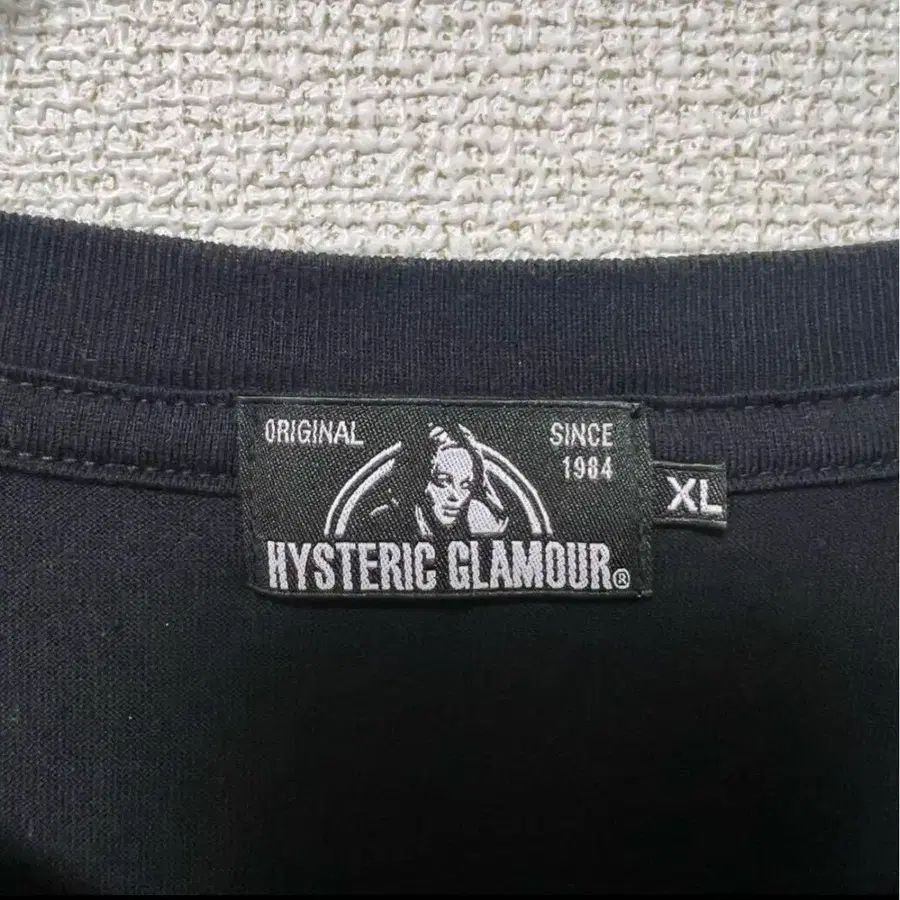 ORIGINAL
SINCE
1984
HYSTERIC GLAMOUR®
XL